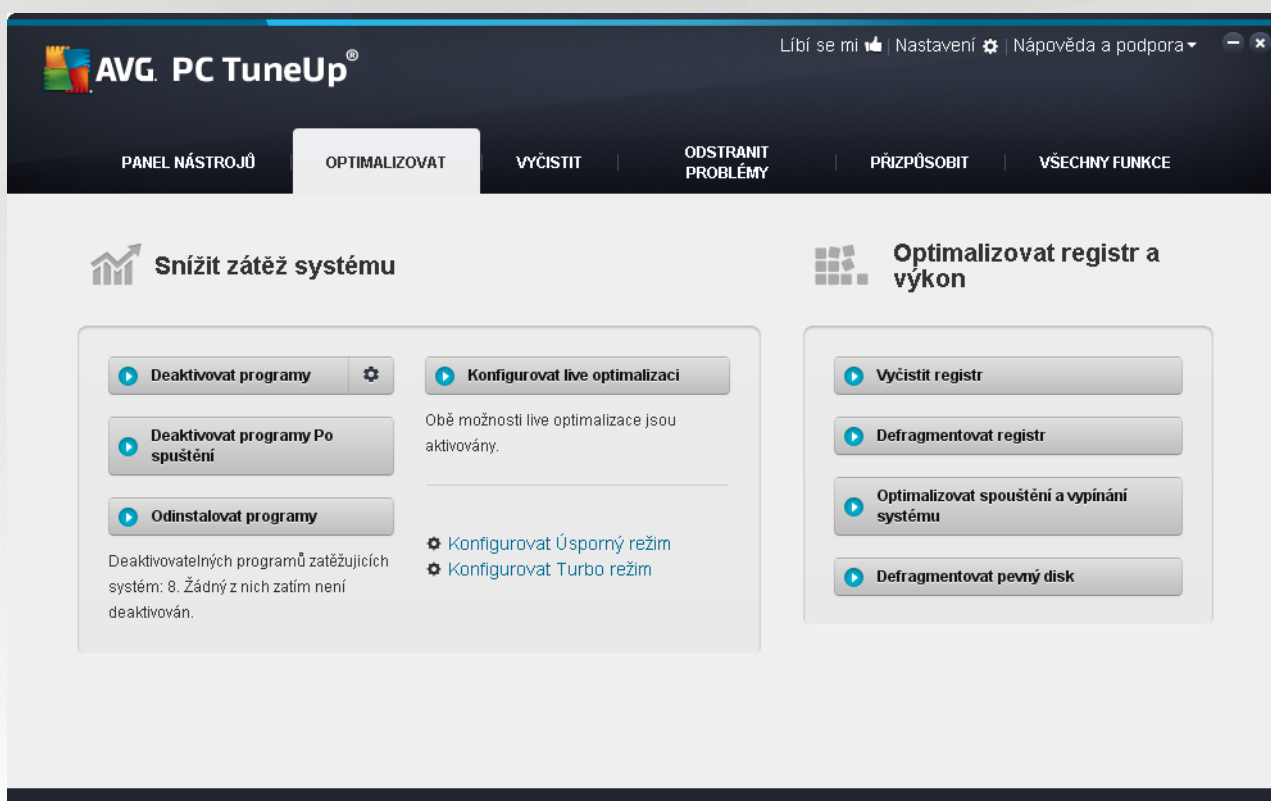 Líbí se mi | Nastavení | Nápověda a podpora
AVG. PC TuneUp®
PANEL NÁSTROJŮ
OPTIMALIZOVAT
VYČISTIT
ODSTRANIT
PROBLÉMY
PŘIZPŮSOBIT
VŠECHNY FUNKCE
Snížit zátěž systému
Deaktivovat programy
Deaktivovat programy Po
spuštění
Odinstalovat programy
Deaktivovatelných programů zatěžujicích
systém: 8. Žádný z nich zatím není
deaktivován.
Konfigurovat live optimalizaci
Obě možnosti live optimalizace jsou
aktivovány.
Konfigurovat Úsporný režim
Konfigurovat Turbo režim
Optimalizovat registr a
výkon
Vyčistit registr
Defragmentovat registr
Optimalizovat spouštění a vypínání
systému
Defragmentovat pevný disk